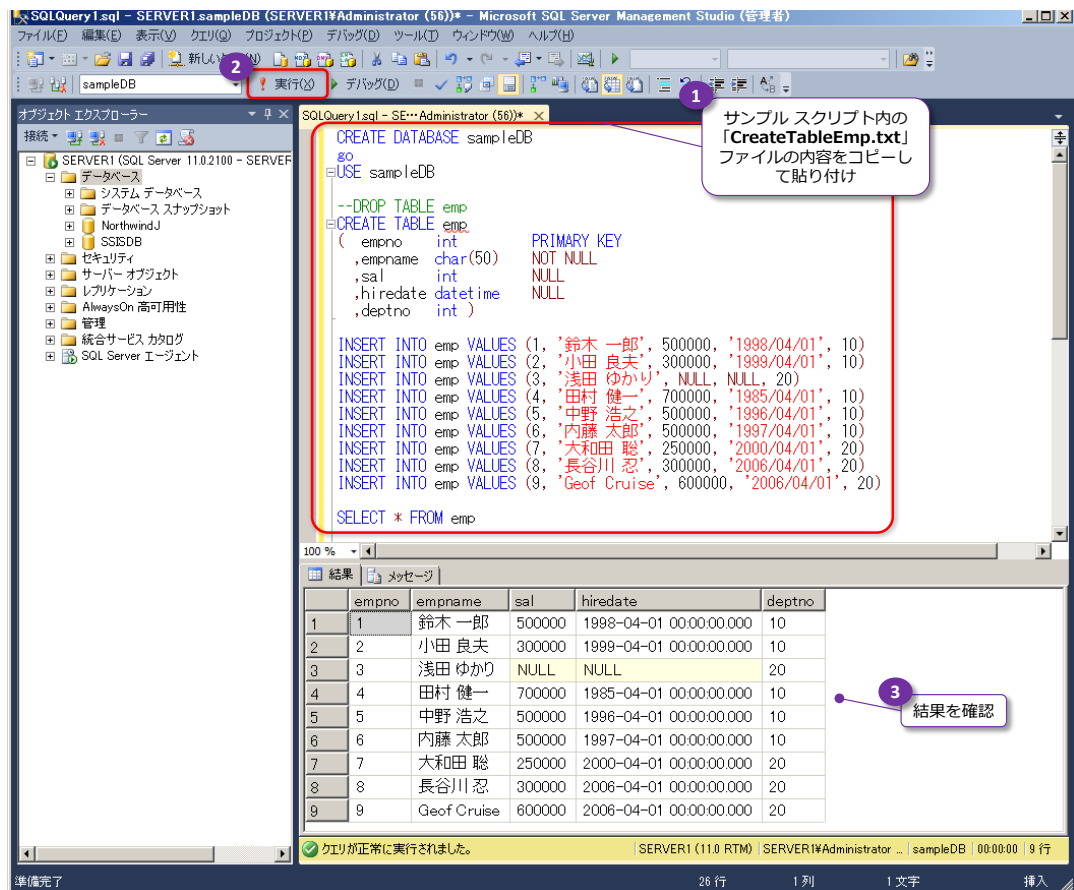 SQLQuery1.sql - SERVER1.sampleDB (SERVER1¥Administrator (56))* - Microsoft SQL Server Management Studio (管理者)
ファイル(F) 編集(E) 表示(V) クエリ(Q) プロジェクト(P) デバッグ(D) ツール(T) ウィンドウ(W) ヘルプ(H)
2
sampleDB
実行(X)
デバッグ(D)
1
サンプル スクリプト内の
「CreateTableEmp.txt」
ファイルの内容をコピーし
て貼り付け
オブジェクト エクスプローラー
接続
SERVER1 (SQL Server 11.0.2100 - SERVER
データベース
システム データベース
データベース スナップショット
NorthwindJ
SSISDB
セキュリティ
サーバー オブジェクト
レプリケーション
AlwaysOn 高可用性
管理
統合サービス カタログ
SQL Server エージェント
SQLQuery1.sql - SE...Administrator (56))*
CREATE DATABASE sampleDB
go
USE sampleDB
--DROP TABLE emp
CREATE TABLE emp
( empno int PRIMARY KEY
,empname char(50) NOT NULL
,sal int NULL
,hiredate datetime NULL
,deptno int )
INSERT INTO emp VALUES (1, '鈴木 一郎', 500000, '1998/04/01', 10)
INSERT INTO emp VALUES (2, '小田 良夫', 300000, '1999/04/01', 10)
INSERT INTO emp VALUES (3, '浅田 ゆかり', NULL, NULL, 20)
INSERT INTO emp VALUES (4, '田村 健一', 700000, '1985/04/01', 10)
INSERT INTO emp VALUES (5, '中野 浩之', 500000, '1996/04/01', 10)
INSERT INTO emp VALUES (6, '内藤 太郎', 500000, '1997/04/01', 10)
INSERT INTO emp VALUES (7, '大和田 聡', 250000, '2000/04/01', 20)
INSERT INTO emp VALUES (8, '長谷川 忍', 300000, '2006/04/01', 20)
INSERT INTO emp VALUES (9, 'Geof Cruise', 600000, '2006/04/01', 20)
SELECT * FROM emp
100 %
結果 メッセージ
empno empname sal hiredate deptno
1 1 鈴木 一郎 500000 1998-04-01 00:00:00.000 10
2 2 小田 良夫 300000 1999-04-01 00:00:00.000 10
3 3 浅田 ゆかり NULL NULL 20
4 4 田村 健一 700000 1985-04-01 00:00:00.000 10
5 5 中野 浩之 500000 1996-04-01 00:00:00.000 10
6 6 内藤 太郎 500000 1997-04-01 00:00:00.000 10
7 7 大和田 聡 250000 2000-04-01 00:00:00.000 20
8 8 長谷川 忍 300000 2006-04-01 00:00:00.000 20
9 9 Geof Cruise 600000 2006-04-01 00:00:00.000 20
3
結果を確認
クエリが正常に実行されました。 SERVER1 (11.0 RTM) SERVER1¥Administrator ... sampleDB 00:00:00 9 行
準備完了 26 行 1 列 1 文字 挿入